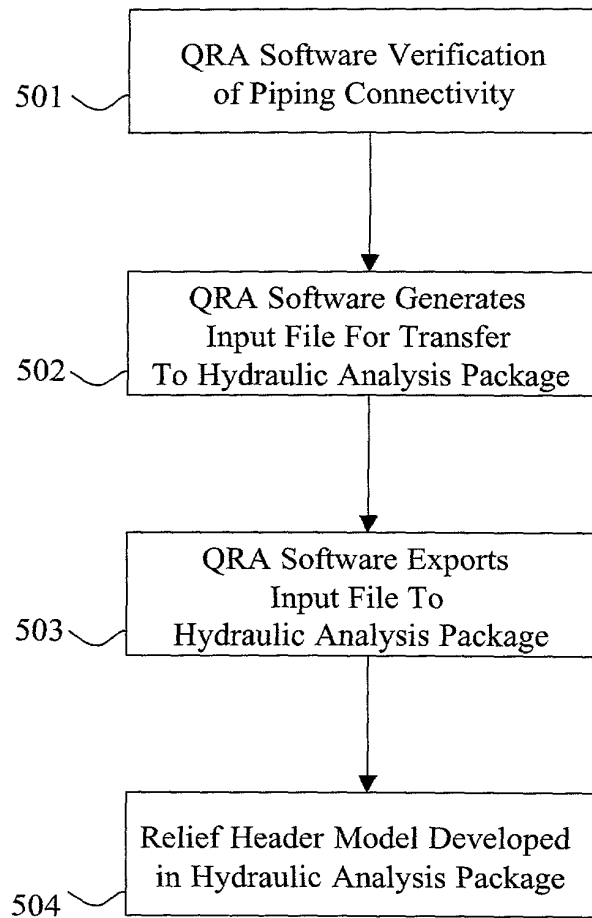 QRA Software Verification
of Piping Connectivity
501
QRA Software Generates
Input File For Transfer
To Hydraulic Analysis Package
502
QRA Software Exports
Input File To
Hydraulic Analysis Package
503
Relief Header Model Developed
in Hydraulic Analysis Package
504